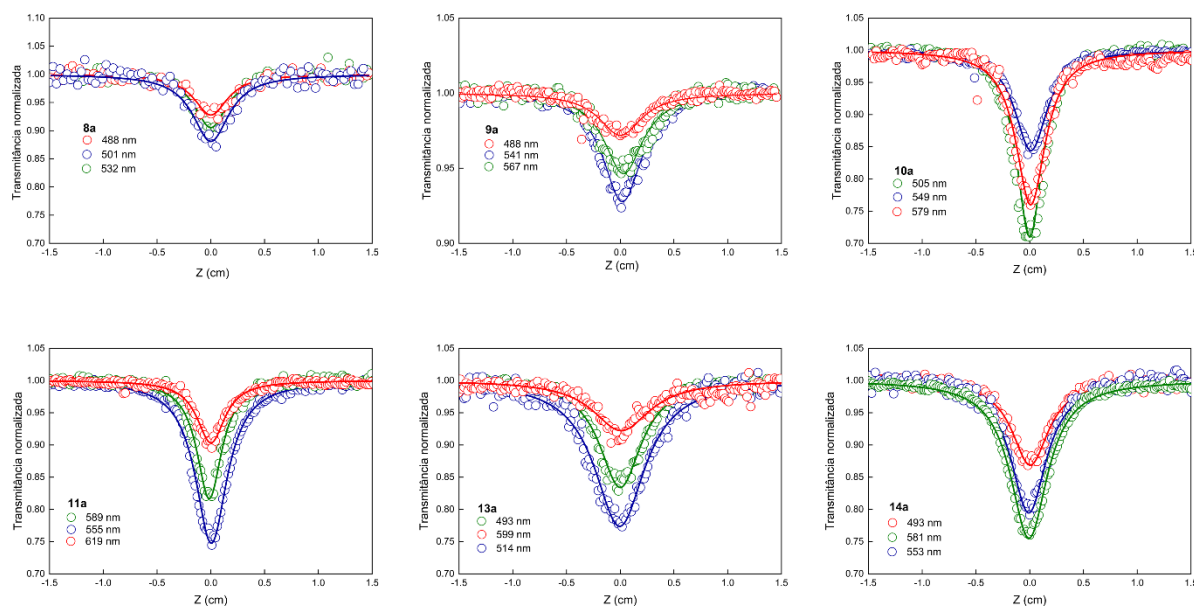 1.10
1.05
1.00
0.95
0.90
0.85
0.80
0.75
0.70
Transmitância normalizada
8a
488 nm
501 nm
532 nm
-1.5 -1.0 -0.5 0.0 0.5 1.0 1.5
Z (cm)
1.05
1.00
0.95
0.90
Transmitância normalizada
9a
488 nm
541 nm
567 nm
-1.5 -1.0 -0.5 0.0 0.5 1.0 1.5
Z (cm)
1.05
1.00
0.95
0.90
0.85
0.80
0.75
0.70
Transmitância normalizada
10a
505 nm
549 nm
579 nm
-1.5 -1.0 -0.5 0.0 0.5 1.0 1.5
Z (cm)
1.05
1.00
0.95
0.90
0.85
0.80
0.75
0.70
Transmitância normalizada
11a
589 nm
555 nm
619 nm
-1.5 -1.0 -0.5 0.0 0.5 1.0 1.5
Z (cm)
1.05
1.00
0.95
0.90
0.85
0.80
0.75
0.70
Transmitância normalizada
13a
493 nm
599 nm
514 nm
-1.5 -1.0 -0.5 0.0 0.5 1.0 1.5
Z (cm)
1.05
1.00
0.95
0.90
0.85
0.80
0.75
0.70
Transmitância normalizada
14a
493 nm
581 nm
553 nm
-1.5 -1.0 -0.5 0.0 0.5 1.0 1.5
Z (cm)